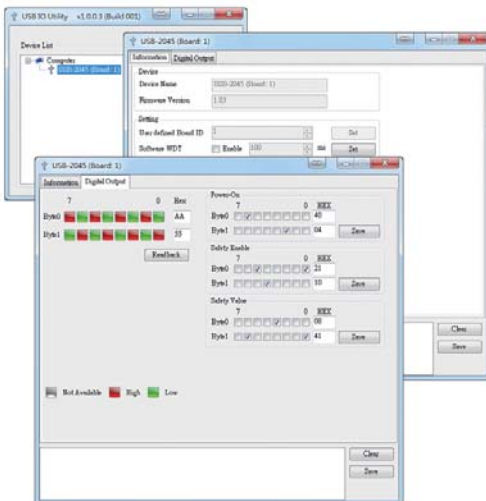 USB IO Utility v1.0.0.3 (Build 001)
Device List
Computer
USB-2045 (Board: 1)
USB-2045 (Board: 1)
Information Digital Output
Device
Device Name USB-2045 (Board: 1)
Firmware Version 1.03
Setting
User defined Board ID 1 Set
Software WDT Enable 100 ms Set
Clear
Save
USB-2045 (Board: 1)
Information Digital Output
7 0 Hex
Byte0 AA
Byte1 55
Readback
Power-On
7 0 HEX
Byte0 40
Byte1 04 Save
Safety Enable
7 0 HEX
Byte0 21
Byte1 10 Save
Safety Value
7 0 HEX
Byte0 08
Byte1 41 Save
Not Available High Low
Clear
Save